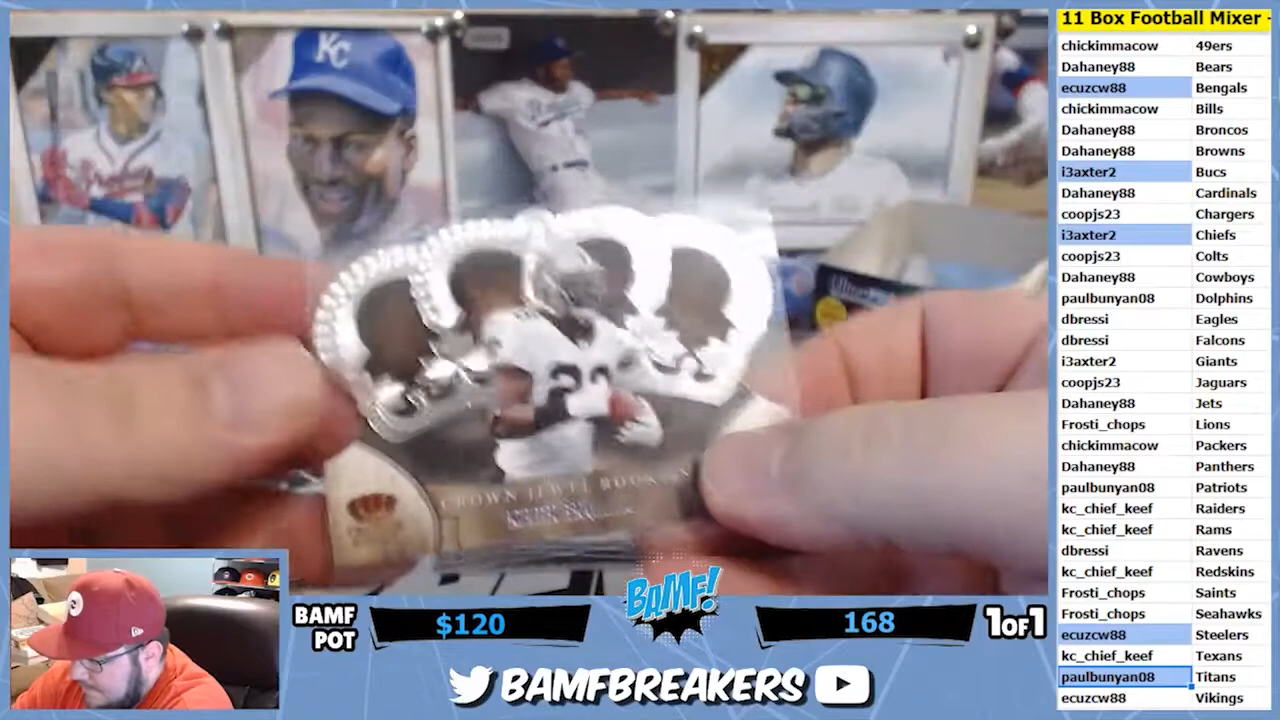 KC
Braves
CROWN JEWEL ROOKIES
11 Box Football Mixer -
chickimmacow 49ers
Dahaney88 Bears
ecuzcw88 Bengals
chickimmacow Bills
Dahaney88 Broncos
Dahaney88 Browns
i3axter2 Bucs
Dahaney88 Cardinals
coopjs23 Chargers
i3axter2 Chiefs
coopjs23 Colts
Dahaney88 Cowboys
paulbunyan08 Dolphins
dbressi Eagles
dbressi Falcons
i3axter2 Giants
coopjs23 Jaguars
Dahaney88 Jets
Frosti_chops Lions
chickimmacow Packers
Dahaney88 Panthers
paulbunyan08 Patriots
kc_chief_keef Raiders
kc_chief_keef Rams
dbressi Ravens
kc_chief_keef Redskins
Frosti_chops Saints
Frosti_chops Seahawks
ecuzcw88 Steelers
kc_chief_keef Texans
paulbunyan08 Titans
ecuzcw88 Vikings
BAMF
POT
$120
BAMF!
168
1OF1
BAMFBREAKERS